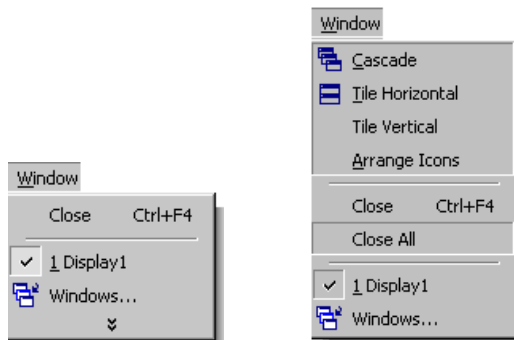 Window
Close Ctrl+F4
1 Display1
Windows...
Window
Cascade
Tile Horizontal
Tile Vertical
Arrange Icons
Close Ctrl+F4
Close All
1 Display1
Windows...